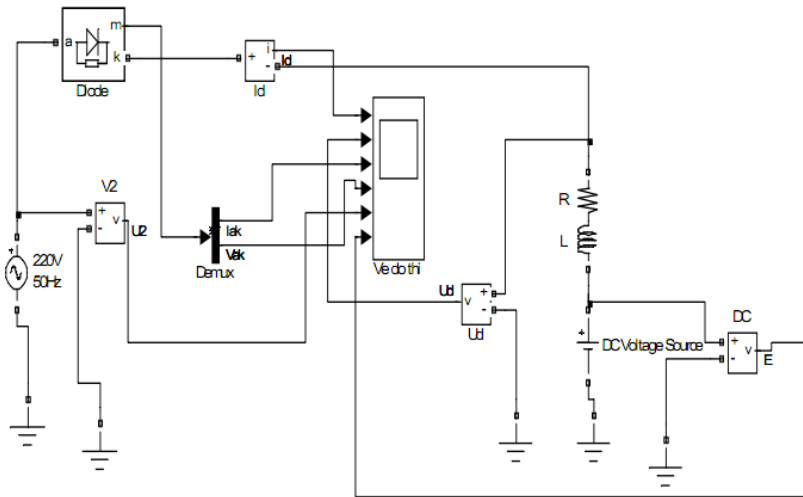 m
a
k
Diode
+
i
-
Id
Id
V2
+
-
v
U2
Iak
Vak
Demux
Ve do thi
+
220V
50Hz
R
L
Ud
v
+
-
Ud
+
DC Voltage Source
DC
+
-
v
E